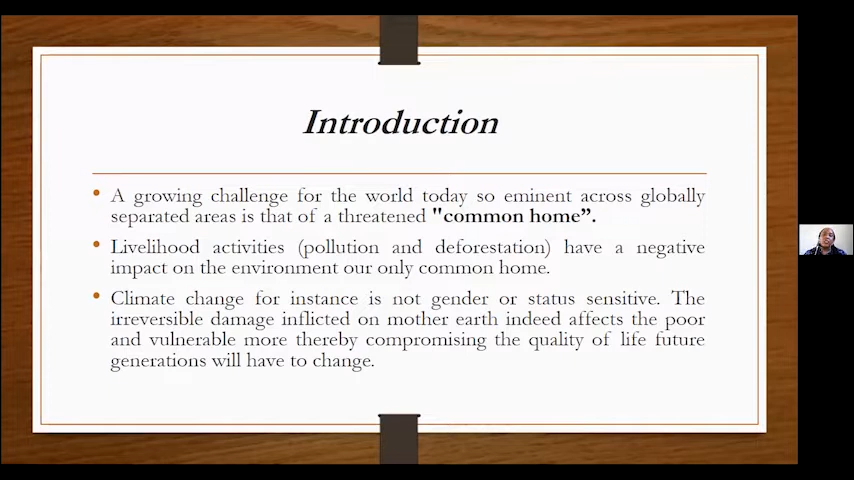 Introduction
A growing challenge for the world today so eminent across globally
separated areas is that of a threatened "common home”.
Livelihood activities (pollution and deforestation) have a negative
impact on the environment our only common home.
Climate change for instance is not gender or status sensitive. The
irreversible damage inflicted on mother earth indeed affects the poor
and vulnerable more thereby compromising the quality of life future
generations will have to change.